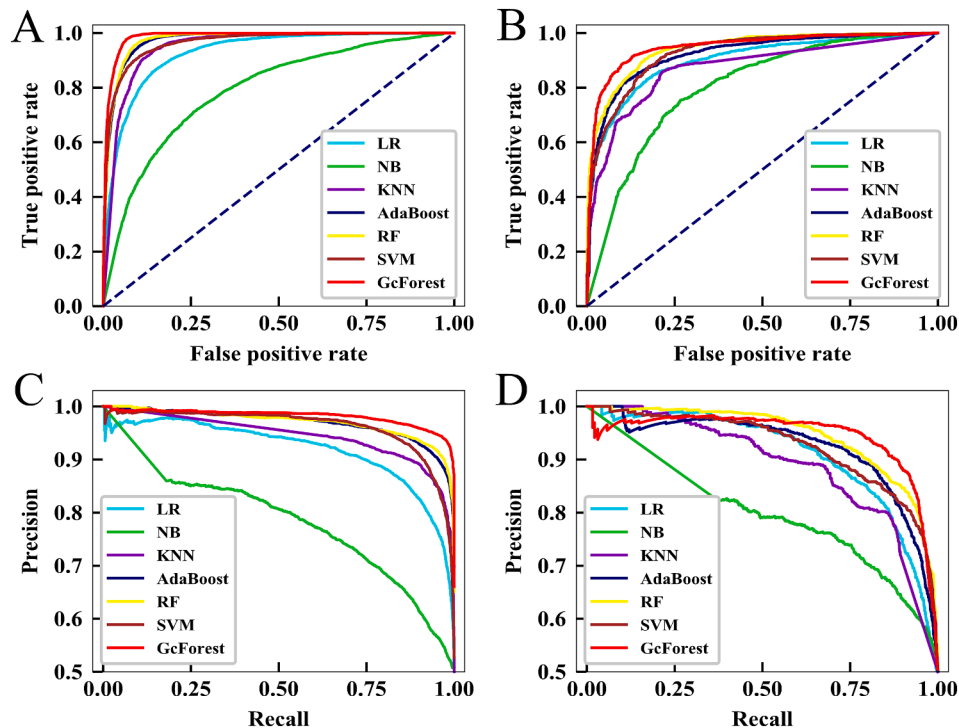 A
True positive rate
1.0
0.8
0.6
0.4
0.2
0.0
LR
NB
KNN
AdaBoost
RF
SVM
GcForest
0.00 0.25 0.50 0.75 1.00
False positive rate
B
True positive rate
1.0
0.8
0.6
0.4
0.2
0.0
LR
NB
KNN
AdaBoost
RF
SVM
GcForest
0.00 0.25 0.50 0.75 1.00
False positive rate
C
Precision
1.0
0.9
0.8
0.7
0.6
0.5
LR
NB
KNN
AdaBoost
RF
SVM
GcForest
0.00 0.25 0.50 0.75 1.00
Recall
D
Precision
1.0
0.9
0.8
0.7
0.6
0.5
LR
NB
KNN
AdaBoost
RF
SVM
GcForest
0.00 0.25 0.50 0.75 1.00
Recall